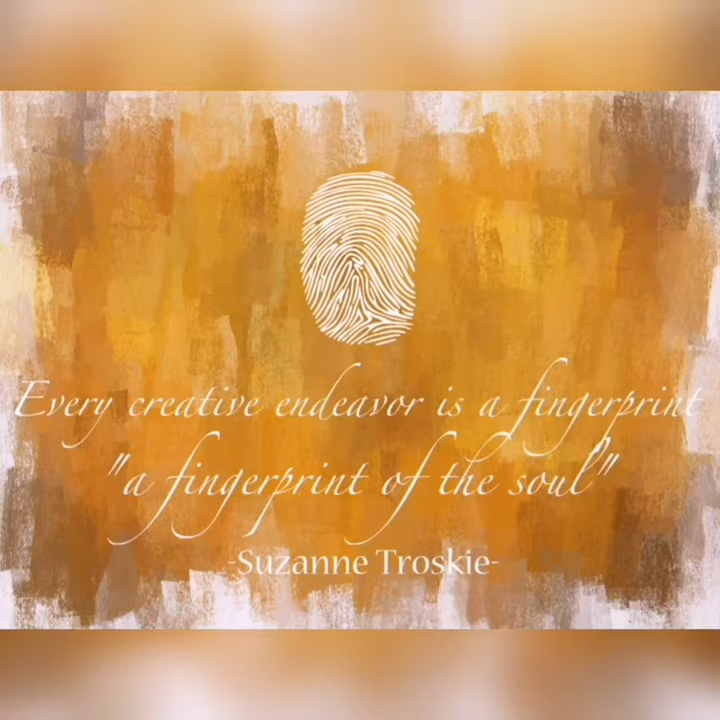 Every creative endeavor is a fingerprint
"a fingerprint of the soul"
-Suzanne Troskie-